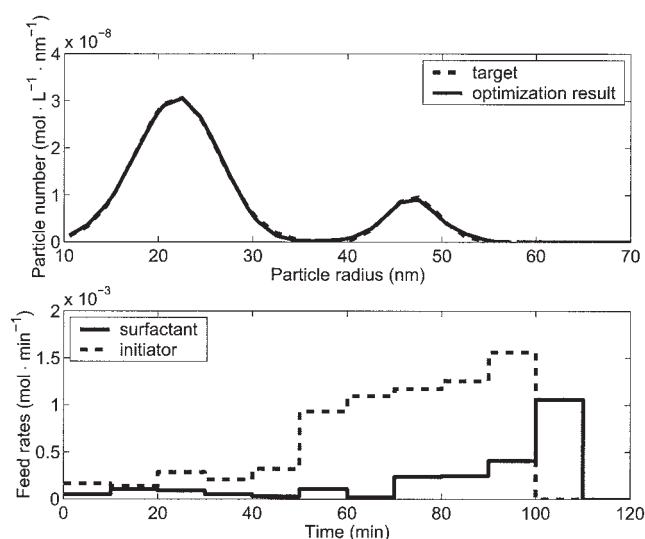 × 10⁻⁸
4
3
2
1
0
Particle number (mol · L⁻¹ · nm⁻¹)
target
optimization result
10 20 30 40 50 60 70
Particle radius (nm)
× 10⁻³
2
1.5
1
0.5
0
Feed rates (mol · min⁻¹)
surfactant
initiator
0 20 40 60 80 100 120
Time (min)